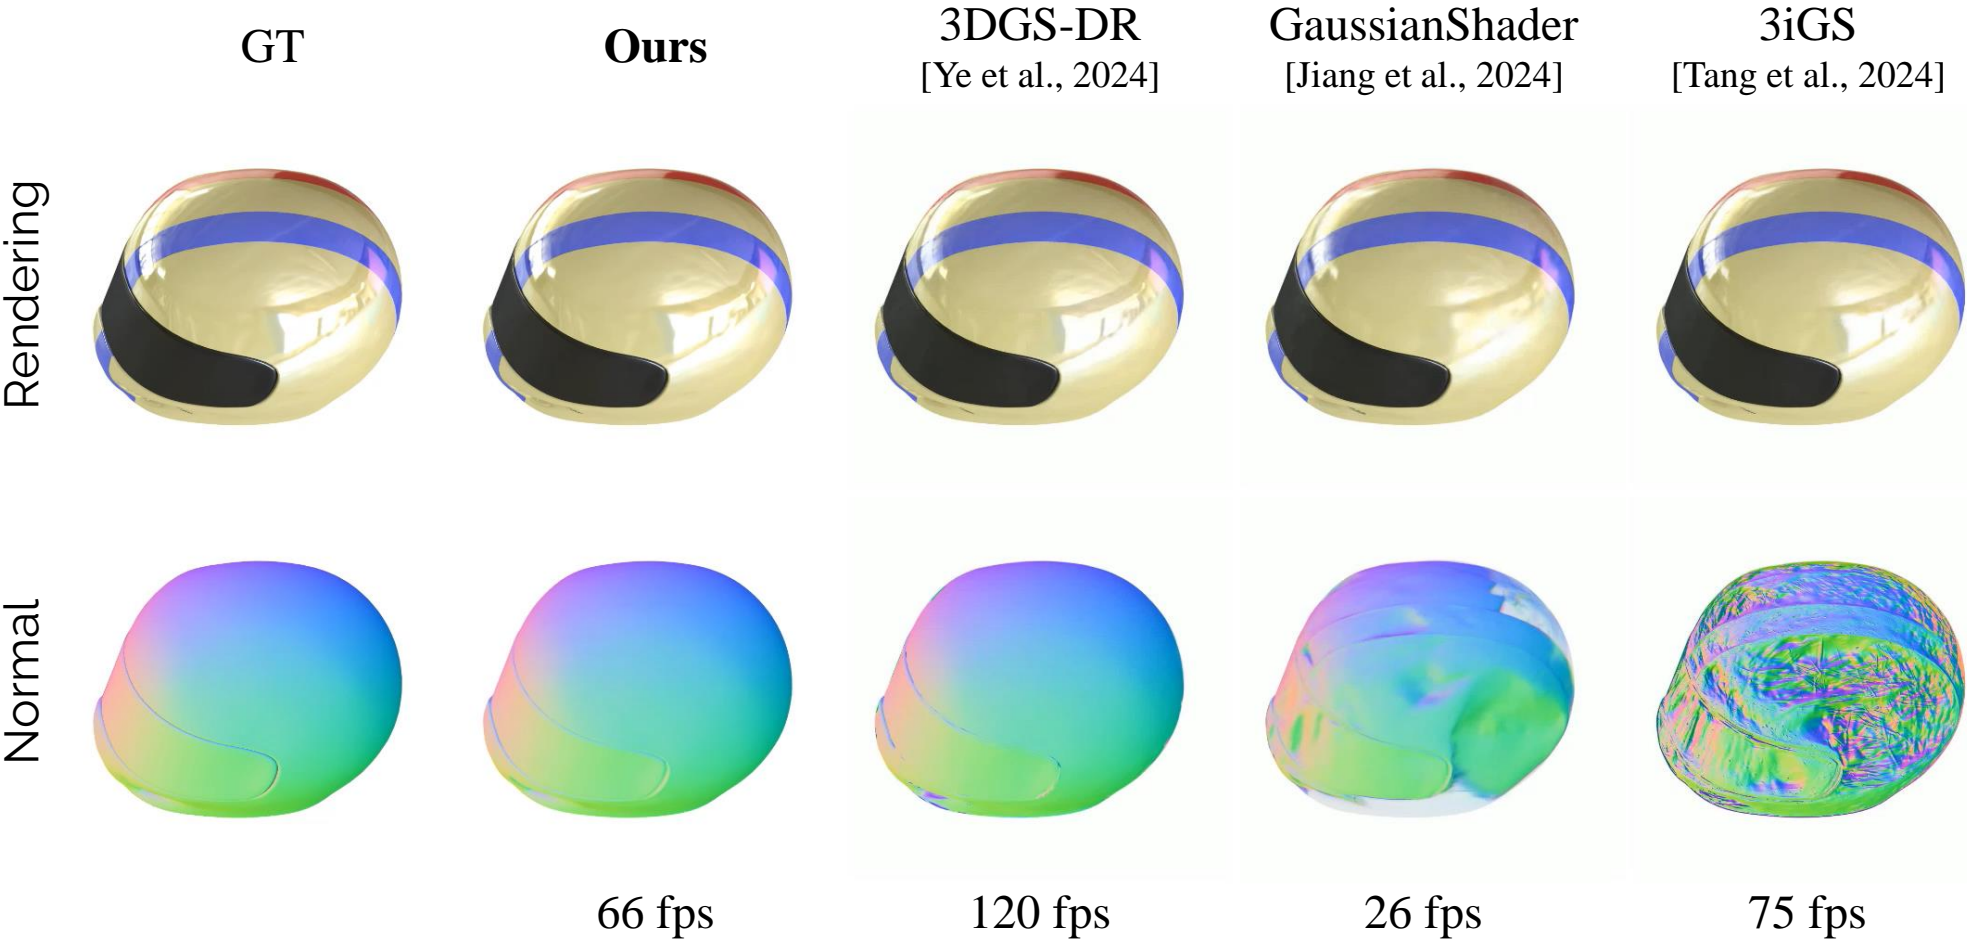 GT
Ours
3DGS-DR
[Ye et al., 2024]
GaussianShader
[Jiang et al., 2024]
3iGS
[Tang et al., 2024]
Rendering
Normal
66 fps
120 fps
26 fps
75 fps